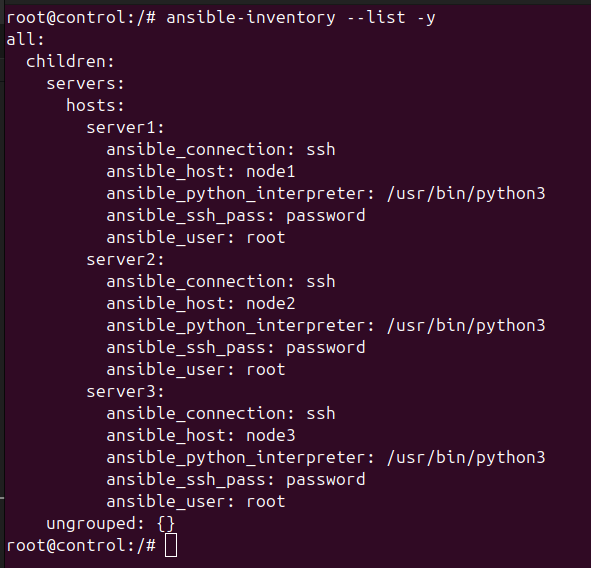 root@control:/# ansible-inventory --list -y
all:
  children:
    servers:
      hosts:
        server1:
          ansible_connection: ssh
          ansible_host: node1
          ansible_python_interpreter: /usr/bin/python3
          ansible_ssh_pass: password
          ansible_user: root
        server2:
          ansible_connection: ssh
          ansible_host: node2
          ansible_python_interpreter: /usr/bin/python3
          ansible_ssh_pass: password
          ansible_user: root
        server3:
          ansible_connection: ssh
          ansible_host: node3
          ansible_python_interpreter: /usr/bin/python3
          ansible_ssh_pass: password
          ansible_user: root
    ungrouped: {}
root@control:/#